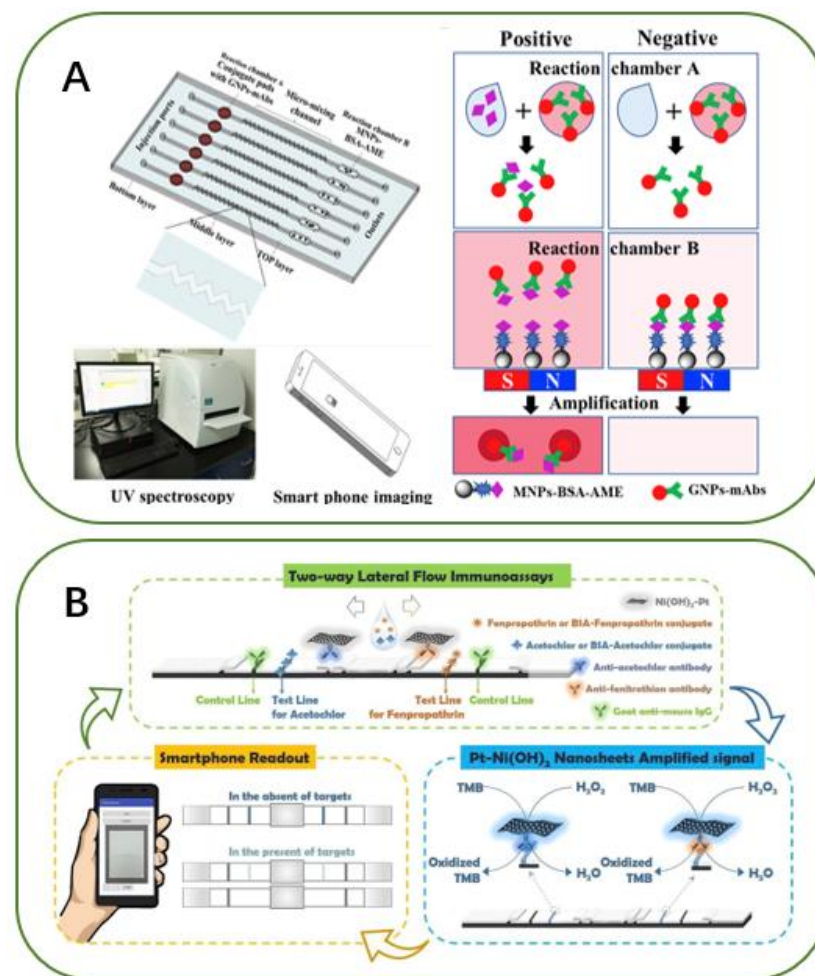 A
Reaction chamber A
Conjugate pads
with GNPs-mAbs
Micro-mixing
channel
Reaction chamber B
MNPs-
BSA-AME
Injection ports
Bottom layer
Middle layer
TOP layer
Outlets
UV spectroscopy
Smart phone imaging
Positive
Negative
Reaction chamber A
Reaction chamber B
S N
S N
Amplification
MNPs-BSA-AME
GNPs-mAbs
B
Two-way Lateral Flow Immunoassays
Ni(OH)₂-Pt
Fenpropathrin or BIA-Fenpropathrin conjugate
Acetochlor or BIA-Acetochlor conjugate
Anti-acetochlor antibody
Anti-fenitrothian antibody
Goat anti-mouse IgG
Control Line
Test Line
for Acetochlor
Test Line
for Fenpropathrin
Control Line
Smartphone Readout
In the absent of targets
In the present of targets
Pt-Ni(OH)₂ Nanosheets Amplified signal
TMB
H₂O₂
Oxidized
TMB
H₂O
TMB
H₂O₂
Oxidized
TMB
H₂O